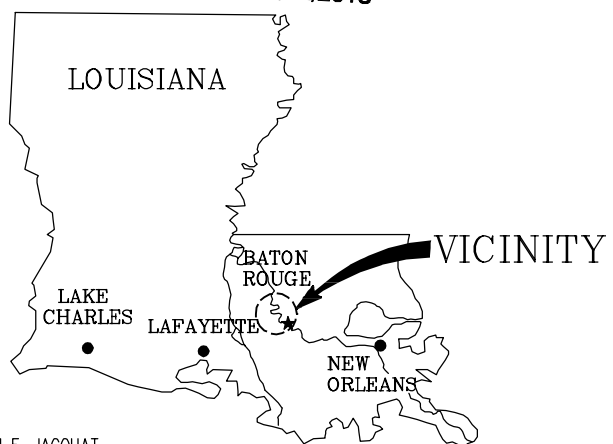 LOUISIANA
VICINITY
BATON
ROUGE
LAKE
CHARLES
LAFAYETTE
NEW
ORLEANS